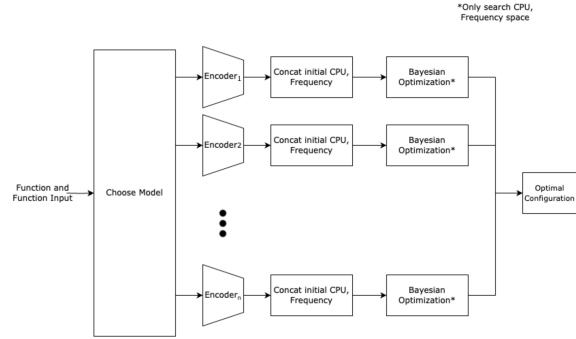 *Only search CPU,
Frequency space
Encoder₁
Concat initial CPU,
Frequency
Bayesian
Optimization*
Encoder2
Concat initial CPU,
Frequency
Bayesian
Optimization*
Function and
Function Input
Choose Model
Optimal
Configuration
Encoderₙ
Concat initial CPU,
Frequency
Bayesian
Optimization*